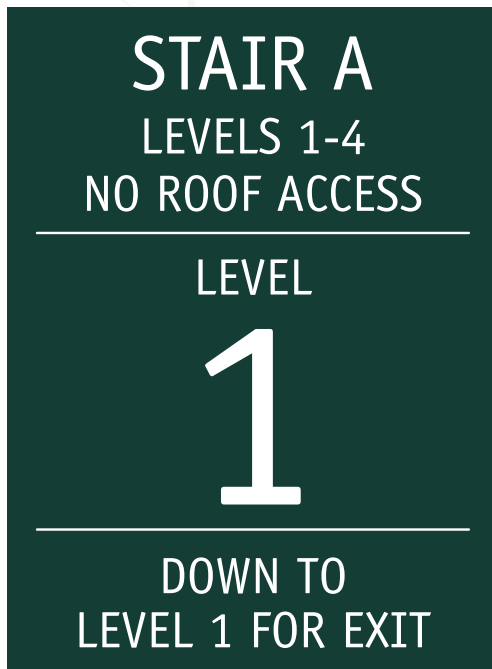 STAIR A
LEVELS 1-4
NO ROOF ACCESS
LEVEL
1
DOWN TO
LEVEL 1 FOR EXIT